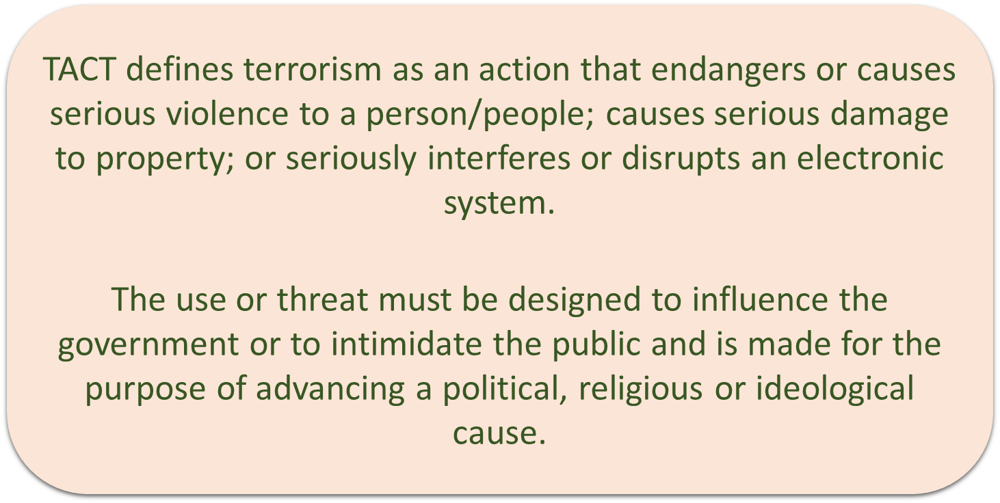 TACT defines terrorism as an action that endangers or causes
serious violence to a person/people; causes serious damage
to property; or seriously interferes or disrupts an electronic
system.
The use or threat must be designed to influence the
government or to intimidate the public and is made for the
purpose of advancing a political, religious or ideological
cause.